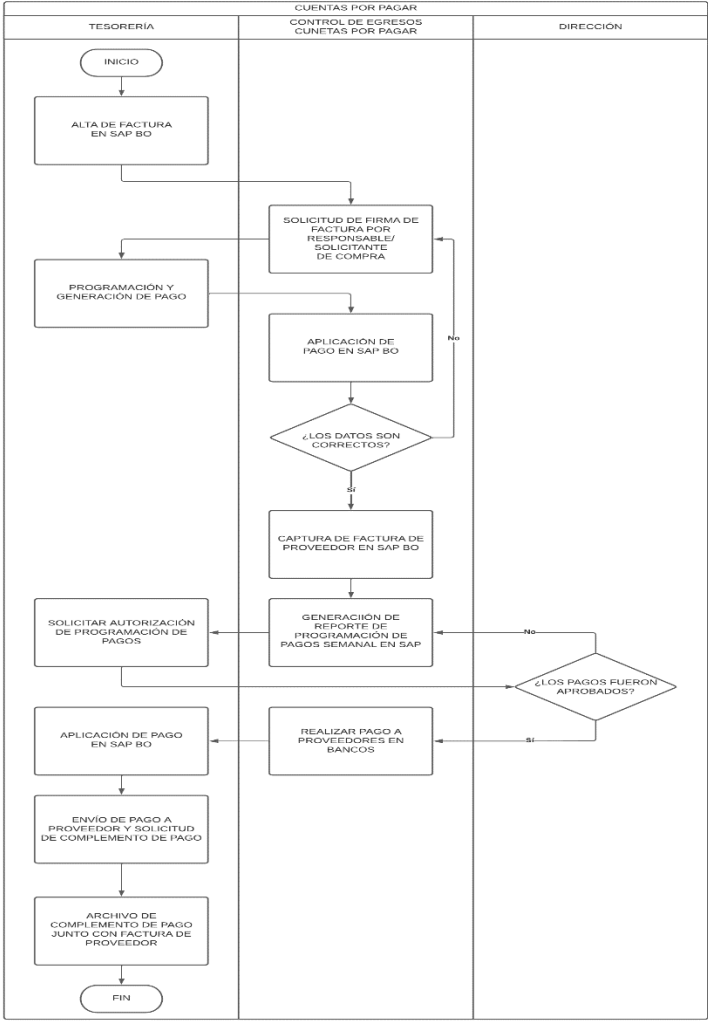 CUENTAS POR PAGAR
TESORERÍA
CONTROL DE EGRESOS
CUNETAS POR PAGAR
DIRECCIÓN
INICIO
ALTA DE FACTURA
EN SAP BO
SOLICITUD DE FIRMA DE
FACTURA POR
RESPONSABLE/
SOLICITANTE
DE COMPRA
PROGRAMACIÓN Y
GENERACIÓN DE PAGO
APLICACIÓN DE
PAGO EN SAP BO
No
¿LOS DATOS SON
CORRECTOS?
Sí
CAPTURA DE FACTURA DE
PROVEEDOR EN SAP BO
GENERACIIÓN DE
REPORTE DE
PROGRAMACIÓN DE
PAGOS SEMANAL EN SAP
SOLICITAR AUTORIZACIÓN
DE PROGRAMACIÓN DE
PAGOS
No
¿LOS PAGOS FUERON
APROBADOS?
Sí
REALIZAR PAGO A
PROVEEDORES EN
BANCOS
APLICACIÓN DE PAGO
EN SAP BO
ENVÍO DE PAGO A
PROVEEDOR Y SOLICITUD
DE COMPLEMENTO DE PAGO
ARCHIVO DE
COMPLEMENTO DE PAGO
JUNTO CON FACTURA DE
PROVEEDOR
FIN